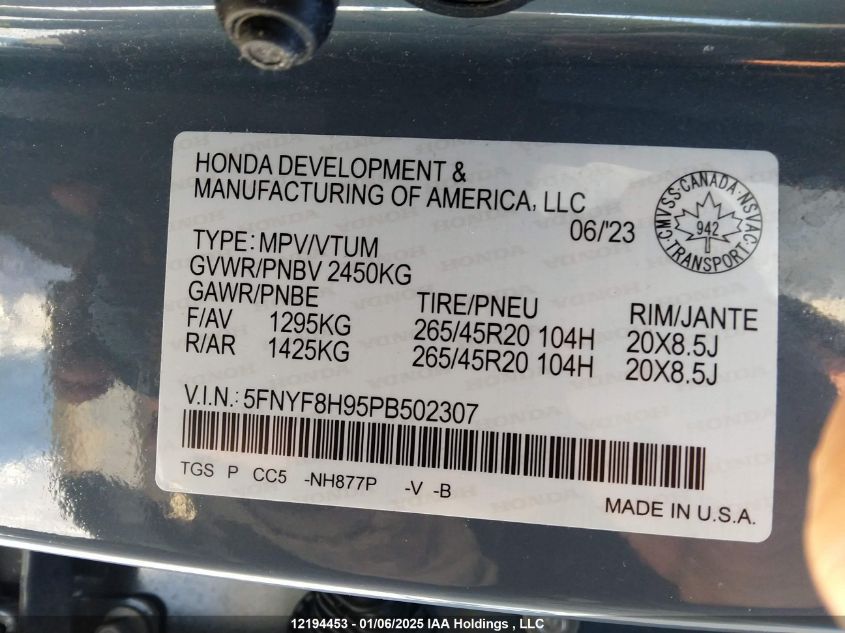 HONDA DEVELOPMENT &
MANUFACTURING OF AMERICA, LLC
06/'23
CMVSS·CANADA·NSVAC
942
·TRANSPORT·
TYPE: MPV/VTUM
GVWR/PNBV 2450KG
GAWR/PNBE TIRE/PNEU RIM/JANTE
F/AV 1295KG 265/45R20 104H 20X8.5J
R/AR 1425KG 265/45R20 104H 20X8.5J
V.I.N.: 5FNYF8H95PB502307
TGS P CC5 -NH877P -V -B
MADE IN U.S.A.
12194453 - 01/06/2025 IAA Holdings , LLC